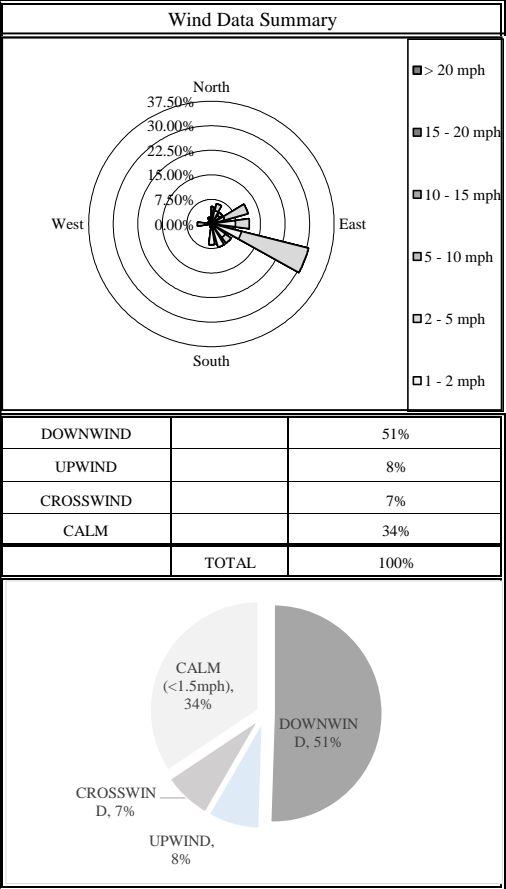 Wind Data Summary
North
37.50%
30.00%
22.50%
15.00%
7.50%
0.00%
West
East
South
> 20 mph
15 - 20 mph
10 - 15 mph
5 - 10 mph
2 - 5 mph
1 - 2 mph
DOWNWIND 51%
UPWIND 8%
CROSSWIND 7%
CALM 34%
TOTAL 100%
CALM
(<1.5mph),
34%
DOWNWIN
D, 51%
CROSSWIN
D, 7%
UPWIND,
8%